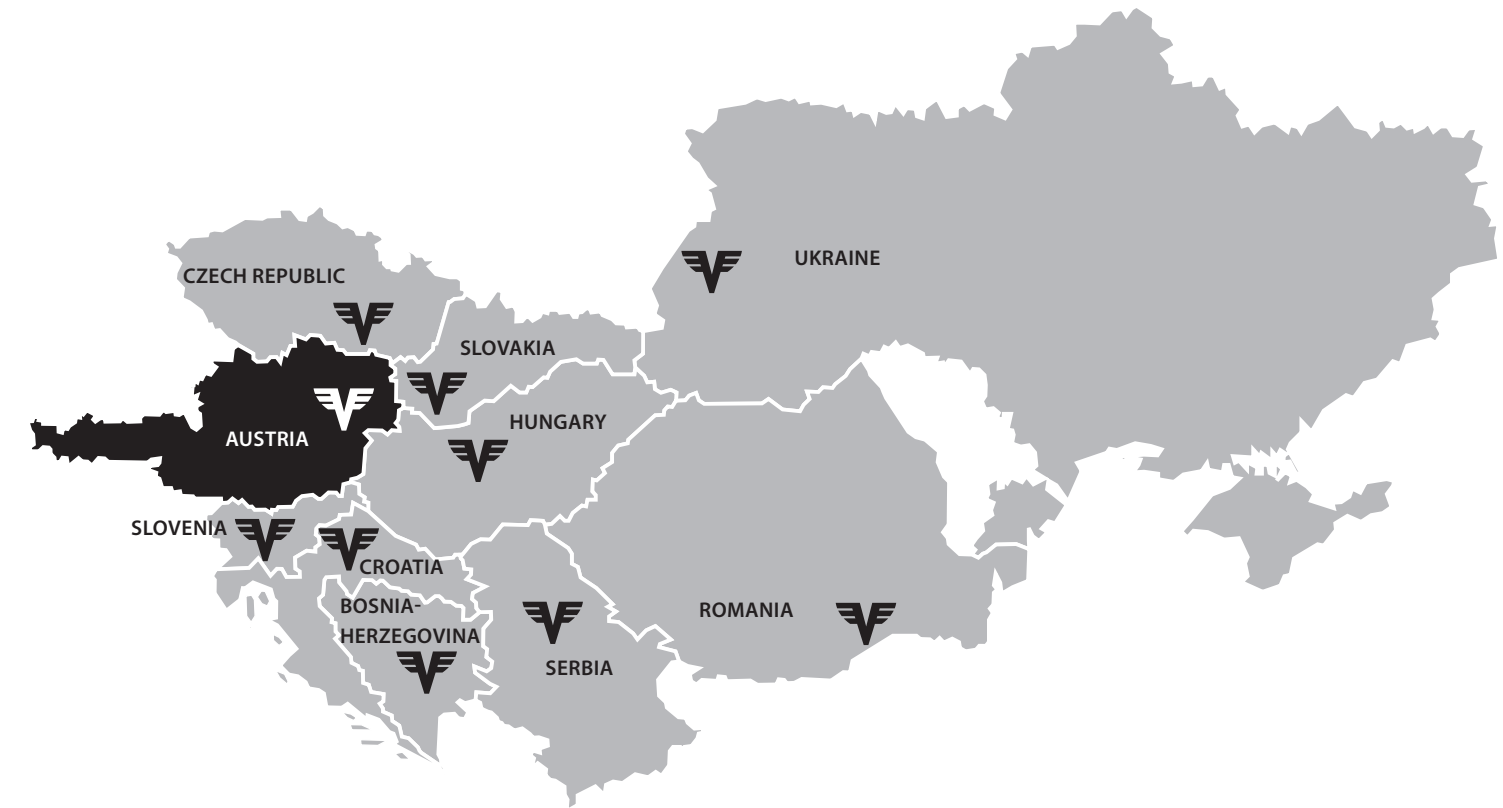 UKRAINE
CZECH REPUBLIC
SLOVAKIA
HUNGARY
AUSTRIA
SLOVENIA
CROATIA
BOSNIA-
HERZEGOVINA
ROMANIA
SERBIA